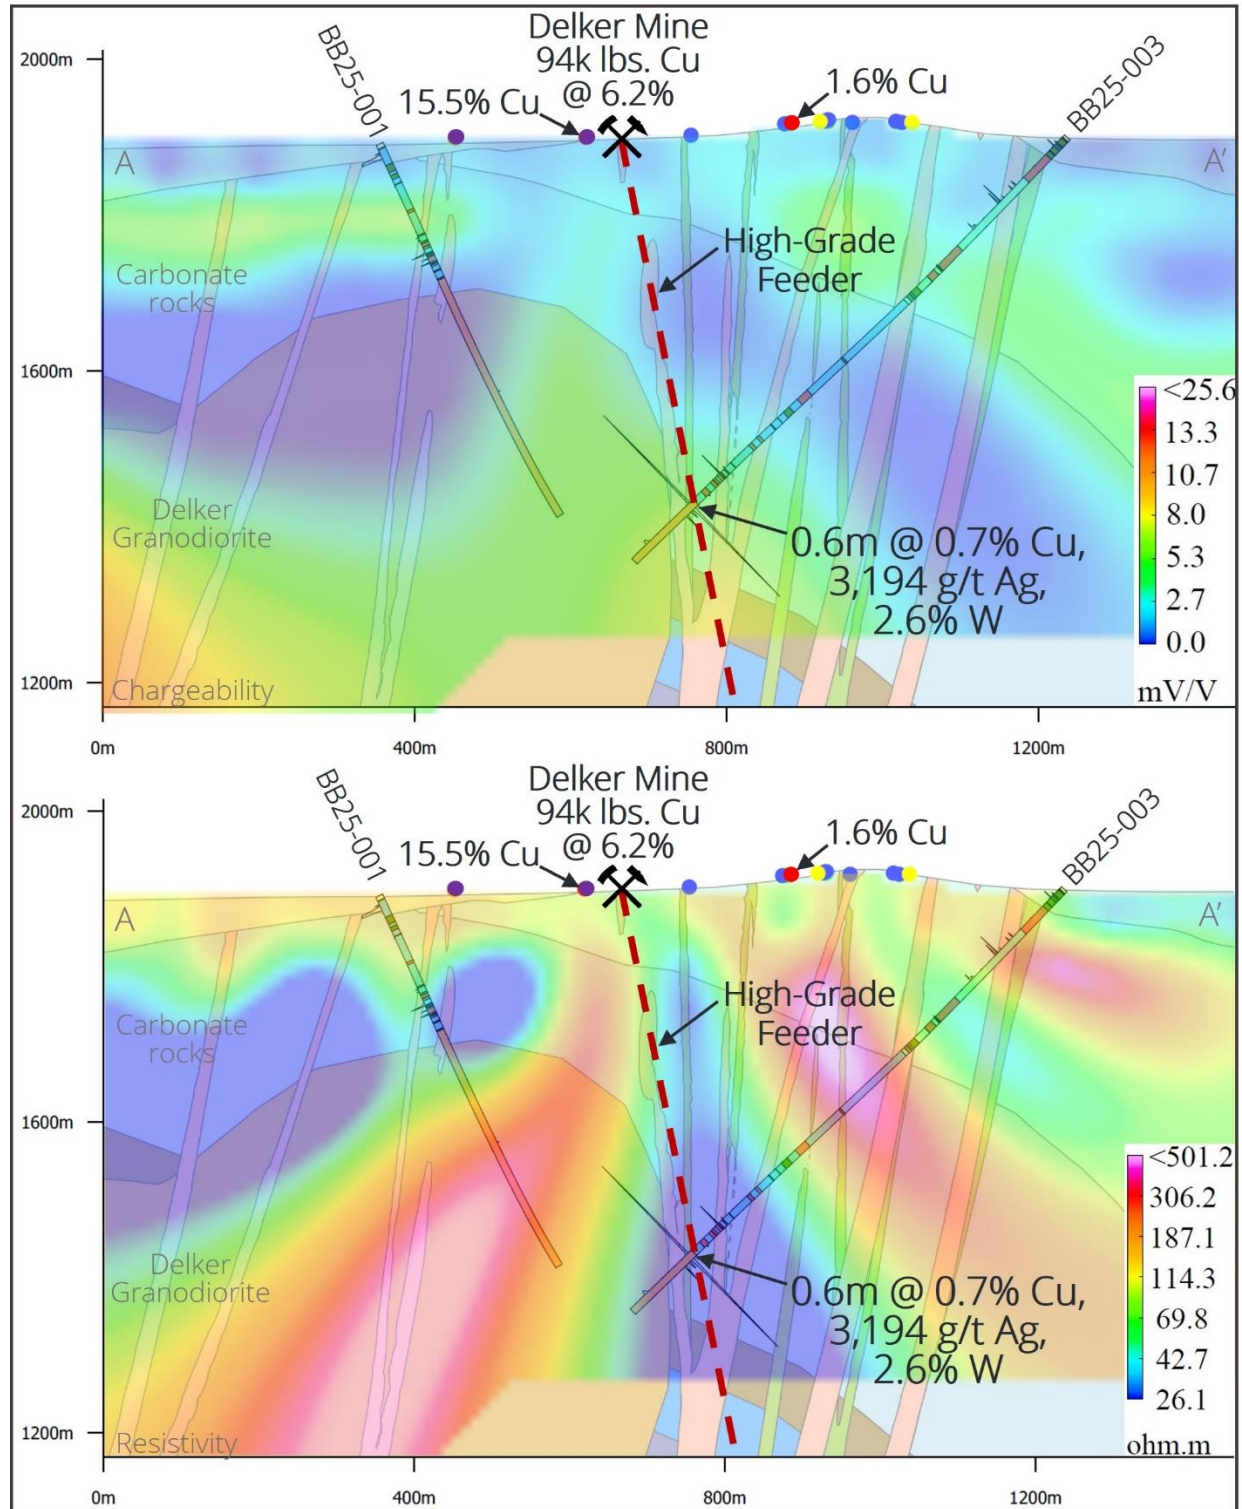 Delker Mine
94k lbs. Cu
@ 6.2%
2000m
BB25-001
15.5% Cu
1.6% Cu
BB25-003
A
A'
High-Grade
Feeder
Carbonate
rocks
1600m
<25.6
13.3
10.7
8.0
5.3
2.7
0.0
mV/V
Delker
Granodiorite
0.6m @ 0.7% Cu,
3,194 g/t Ag,
2.6% W
1200m
Chargeability
0m
400m
800m
1200m
Delker Mine
94k lbs. Cu
@ 6.2%
2000m
BB25-001
15.5% Cu
1.6% Cu
BB25-003
A
A'
High-Grade
Feeder
Carbonate
rocks
1600m
<501.2
306.2
187.1
114.3
69.8
42.7
26.1
ohm.m
Delker
Granodiorite
0.6m @ 0.7% Cu,
3,194 g/t Ag,
2.6% W
1200m
Resistivity
0m
400m
800m
1200m